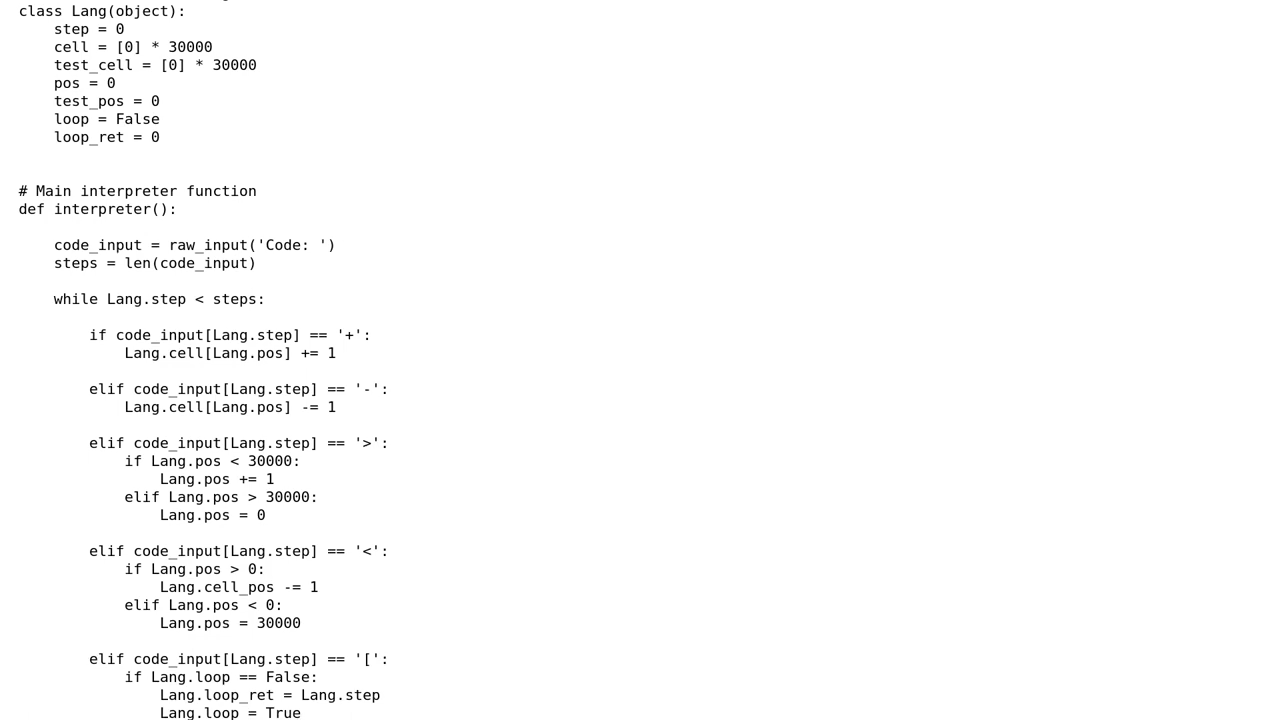 class Lang(object):
    step = 0
    cell = [0] * 30000
    test_cell = [0] * 30000
    pos = 0
    test_pos = 0
    loop = False
    loop_ret = 0


# Main interpreter function
def interpreter():

    code_input = raw_input('Code: ')
    steps = len(code_input)

    while Lang.step < steps:

        if code_input[Lang.step] == '+':
            Lang.cell[Lang.pos] += 1

        elif code_input[Lang.step] == '-':
            Lang.cell[Lang.pos] -= 1

        elif code_input[Lang.step] == '>':
            if Lang.pos < 30000:
                Lang.pos += 1
            elif Lang.pos > 30000:
                Lang.pos = 0

        elif code_input[Lang.step] == '<':
            if Lang.pos > 0:
                Lang.cell_pos -= 1
            elif Lang.pos < 0:
                Lang.pos = 30000

        elif code_input[Lang.step] == '[':
            if Lang.loop == False:
                Lang.loop_ret = Lang.step
                Lang.loop = True